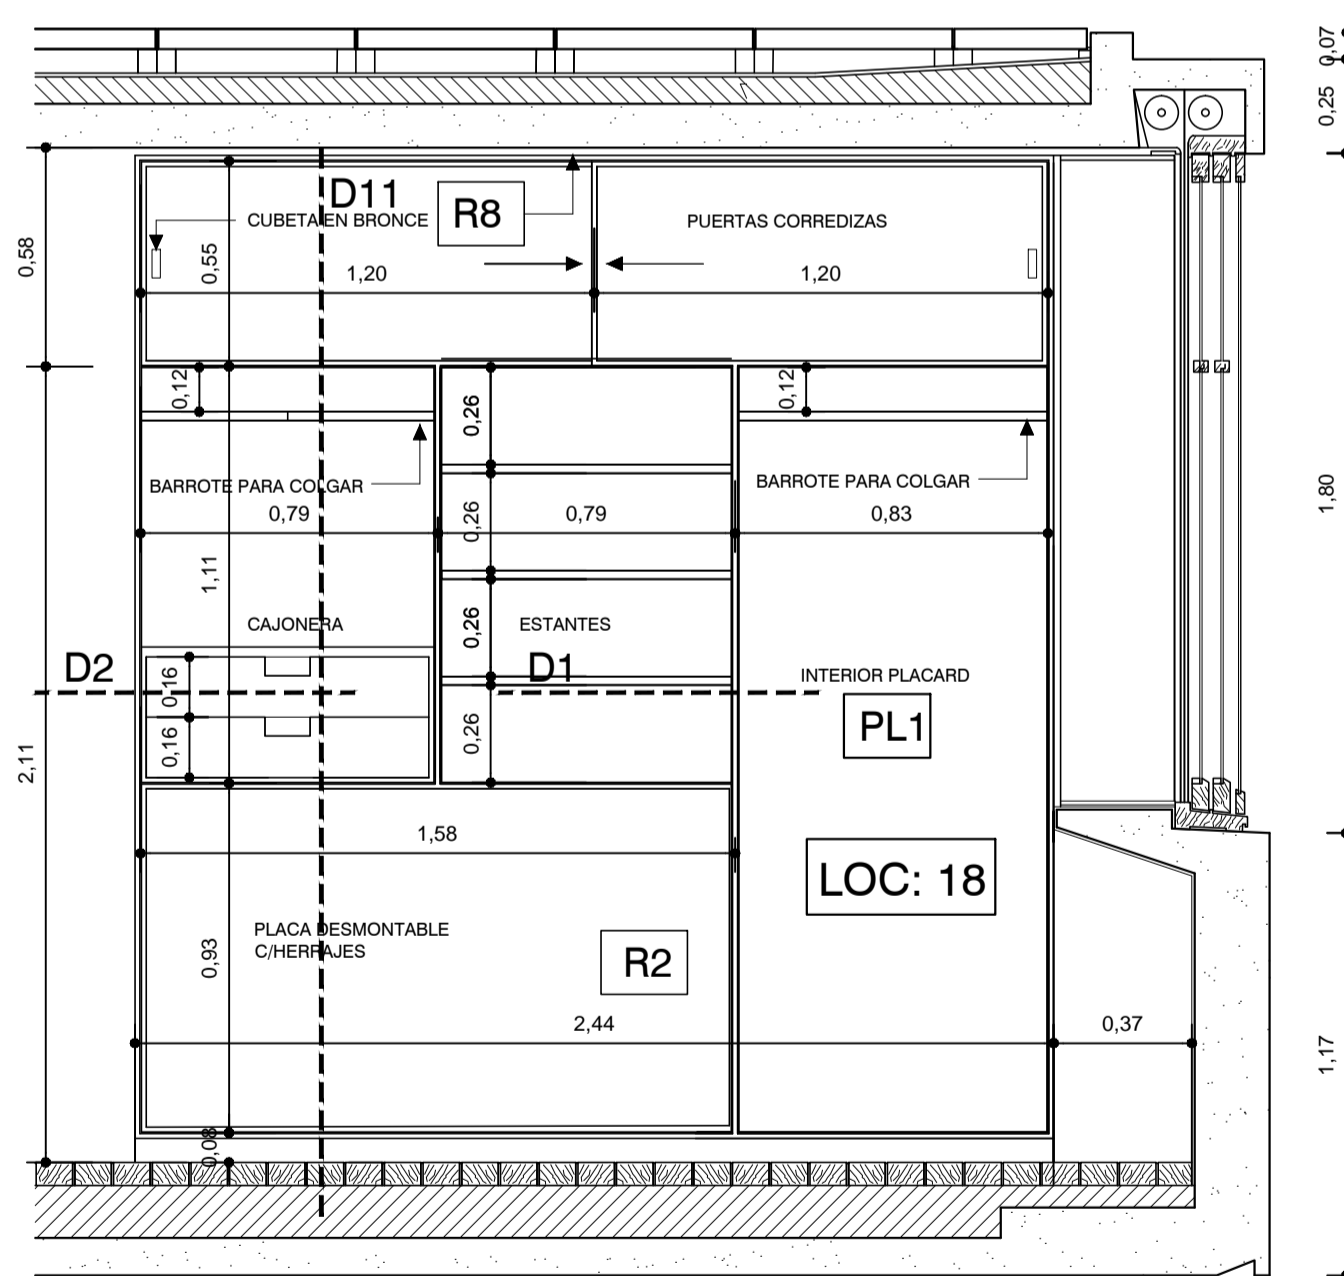 0,07
0,25
D11
R8
CUBETA EN BRONCE
PUERTAS CORREDIZAS
0,58
0,55
1,20
1,20
0,12
0,26
0,12
BARROTE PARA COLGAR
BARROTE PARA COLGAR
0,79
0,26
0,79
0,83
1,80
1,11
CAJONERA
0,26
ESTANTES
D2
0,16
D1
INTERIOR PLACARD
0,16
0,26
PL1
2,11
1,58
LOC: 18
PLACA DESMONTABLE
C/HERRAJES
0,93
R2
2,44
0,37
1,17
0,08